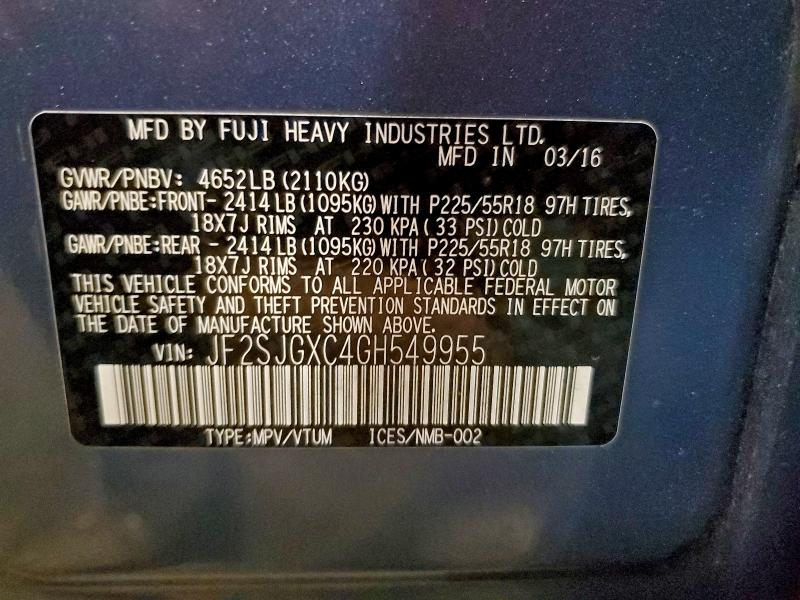 MFD BY FUJI HEAVY INDUSTRIES LTD.
MFD IN 03/16
GVWR/PNBV: 4652LB (2110KG)
GAWR/PNBE:FRONT- 2414 LB (1095KG) WITH P225/55R18 97H TIRES,
18X7J RIMS AT 230 KPA ( 33 PSI) COLD
GAWR/PNBE:REAR - 2414 LB (1095KG) WITH P225/55R18 97H TIRES,
18X7J RIMS AT 220 KPA ( 32 PSI) COLD
THIS VEHICLE CONFORMS TO ALL APPLICABLE FEDERAL MOTOR
VEHICLE SAFETY AND THEFT PREVENTION STANDARDS IN EFFECT ON
THE DATE OF MANUFACTURE SHOWN ABOVE.
VIN: JF2SJGXC4GH549955
TYPE:MPV/VTUM ICES/NMB-002